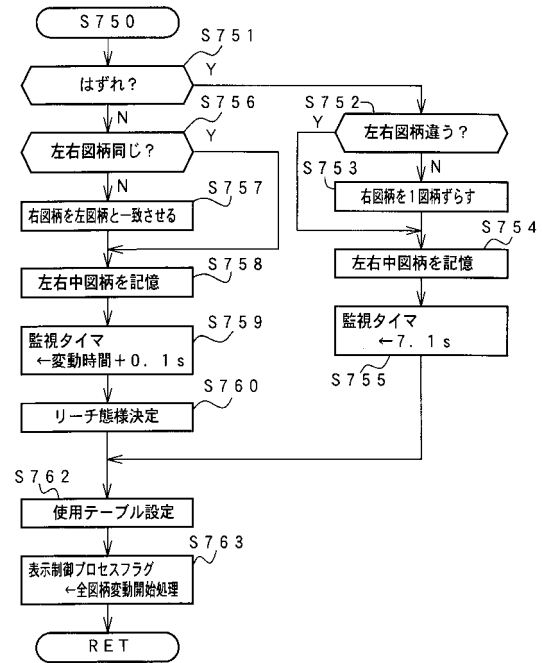 S750
S751
はずれ?
Y
N
S756
左右図柄同じ?
Y
N
S757
右図柄を左図柄と一致させる
S758
左右中図柄を記憶
S759
監視タイマ
←変動時間+0.1s
S760
リーチ態様決定
S752
Y
左右図柄違う?
S753
N
右図柄を1図柄ずらす
S754
左右中図柄を記憶
監視タイマ
←7.1s
S755
S762
使用テーブル設定
S763
表示制御プロセスフラグ
←全図柄変動開始処理
RET